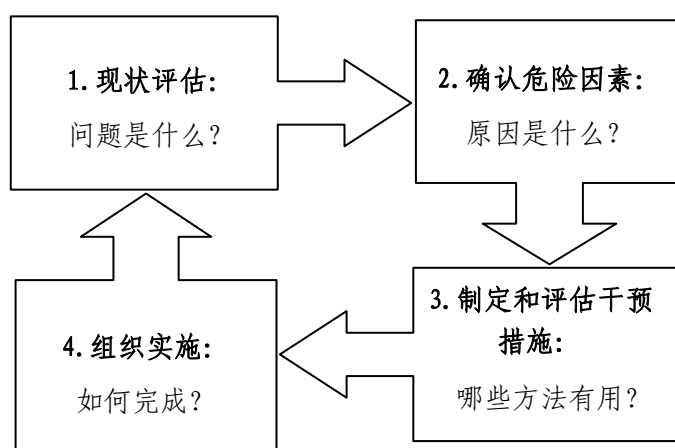 1. 现状评估:
问题是什么?
2. 确认危险因素:
原因是什么?
3. 制定和评估干预
措施:
哪些方法有用?
4. 组织实施:
如何完成?